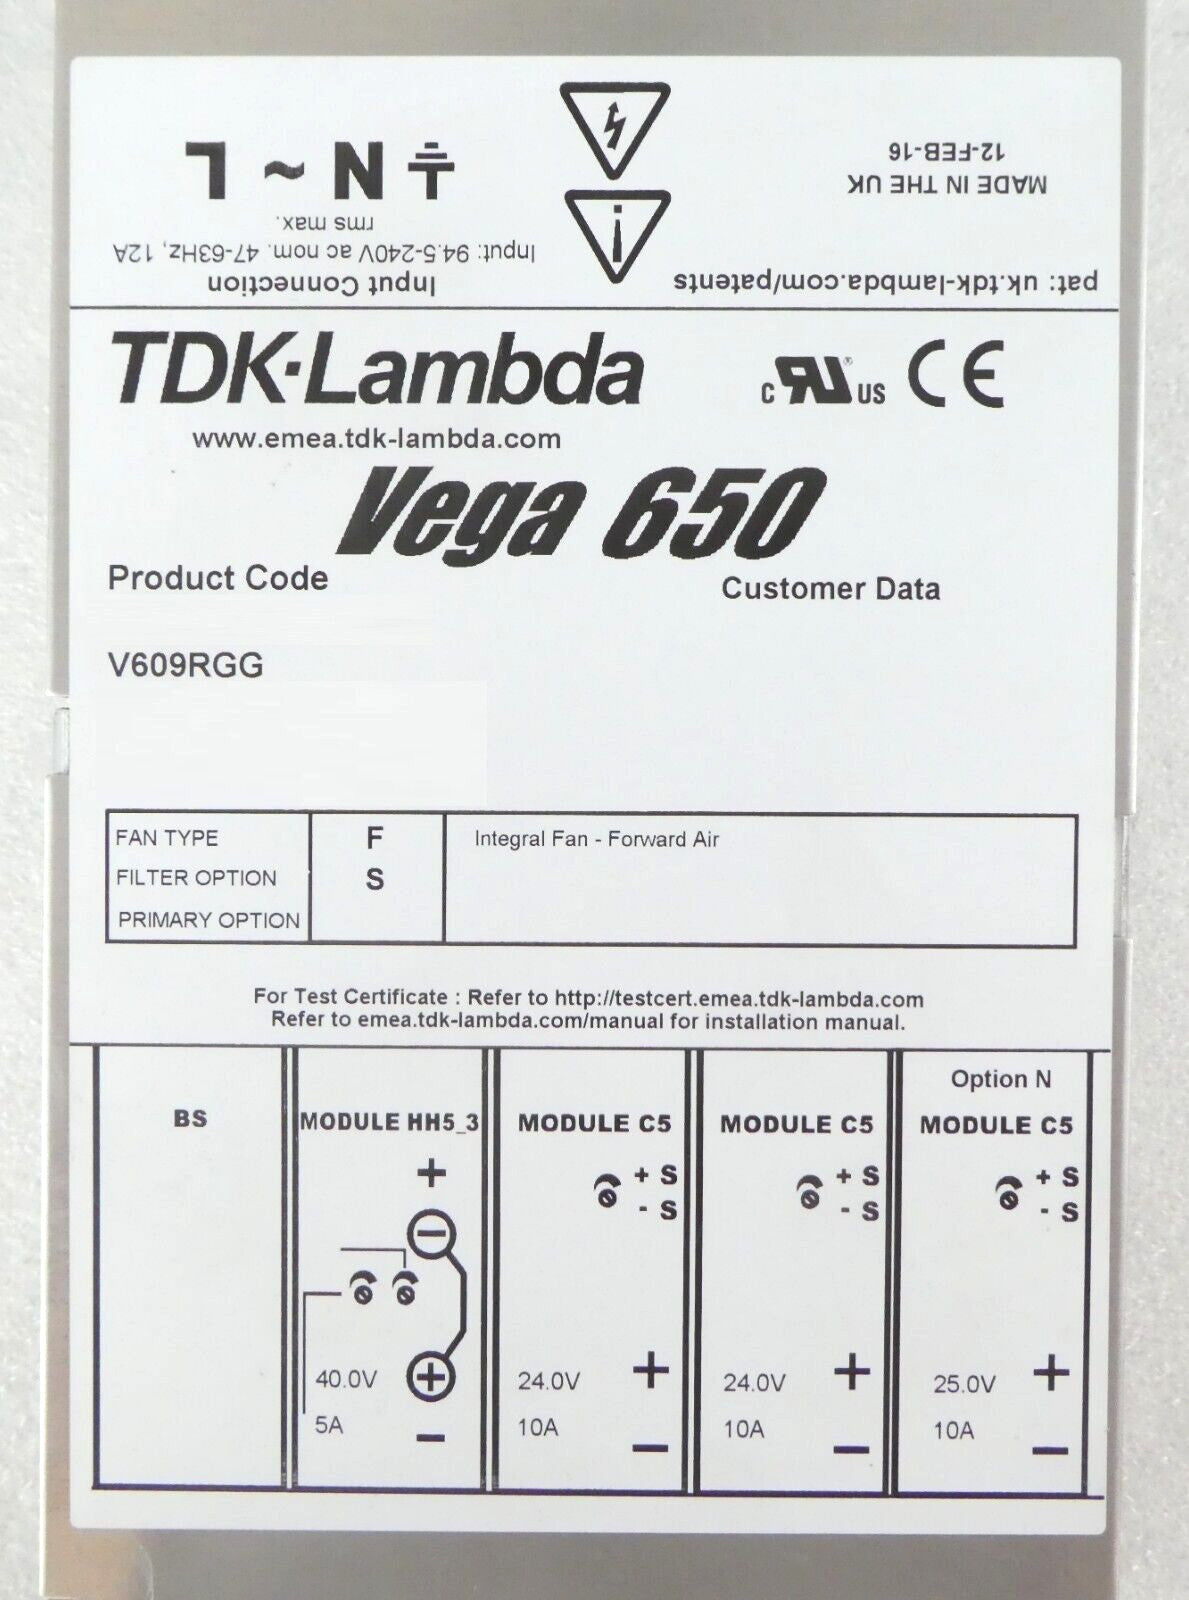 12-FEB-16
MADE IN THE UK
pat: uk.tdk-lambda.com/patents
Input Connection
Input: 94.5-240V ac nom. 47-63Hz, 12A
rms max.
L ~ N
TDK·Lambda
www.emea.tdk-lambda.com
C RU ® US CE
Vega 650
Product Code
Customer Data
V609RGG
FAN TYPE F Integral Fan - Forward Air
FILTER OPTION S
PRIMARY OPTION
For Test Certificate : Refer to http://testcert.emea.tdk-lambda.com
Refer to emea.tdk-lambda.com/manual for installation manual.
BS
MODULE HH5_3
+
-
40.0V +
5A -
MODULE C5
+ S
- S
24.0V +
10A -
MODULE C5
+ S
- S
24.0V +
10A -
Option N
MODULE C5
+ S
- S
25.0V +
10A -